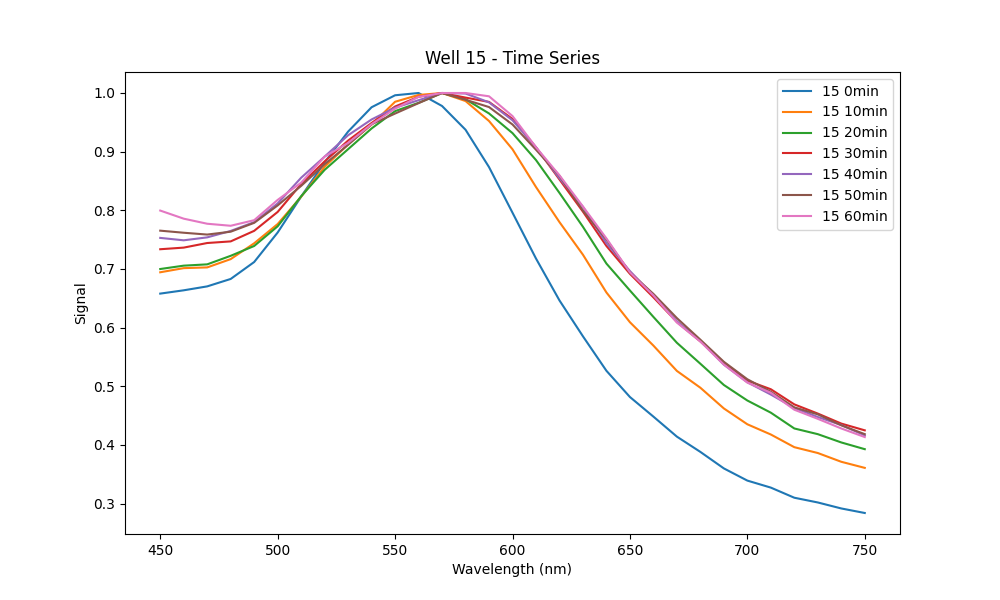 Well 15 - Time Series
Signal
1.0
0.9
0.8
0.7
0.6
0.5
0.4
0.3
15 0min
15 10min
15 20min
15 30min
15 40min
15 50min
15 60min
450 500 550 600 650 700 750
Wavelength (nm)